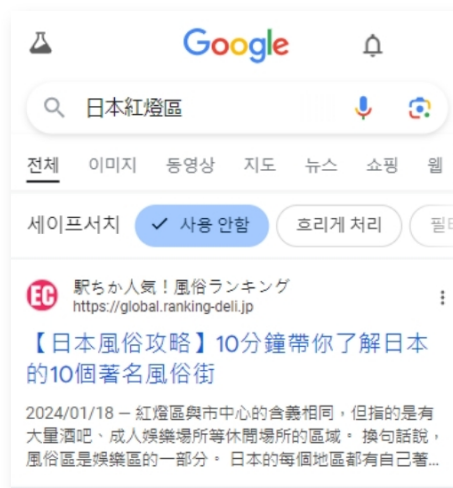 Google
日本紅燈區
전체 이미지 동영상 지도 뉴스 쇼핑 웹
세이프서치 사용 안함 흐리게 처리
EC 駅ちか人気！風俗ランキング
https://global.ranking-deli.jp
【日本風俗攻略】10分鐘帶你了解日本
的10個著名風俗街
2024/01/18 — 紅燈區與市中心的含義相同，但指的是有
大量酒吧、成人娛樂場所等休閒場所的區域。 換句話說，
風俗區是娛樂區的一部分。 日本的每個地區都有自己著...